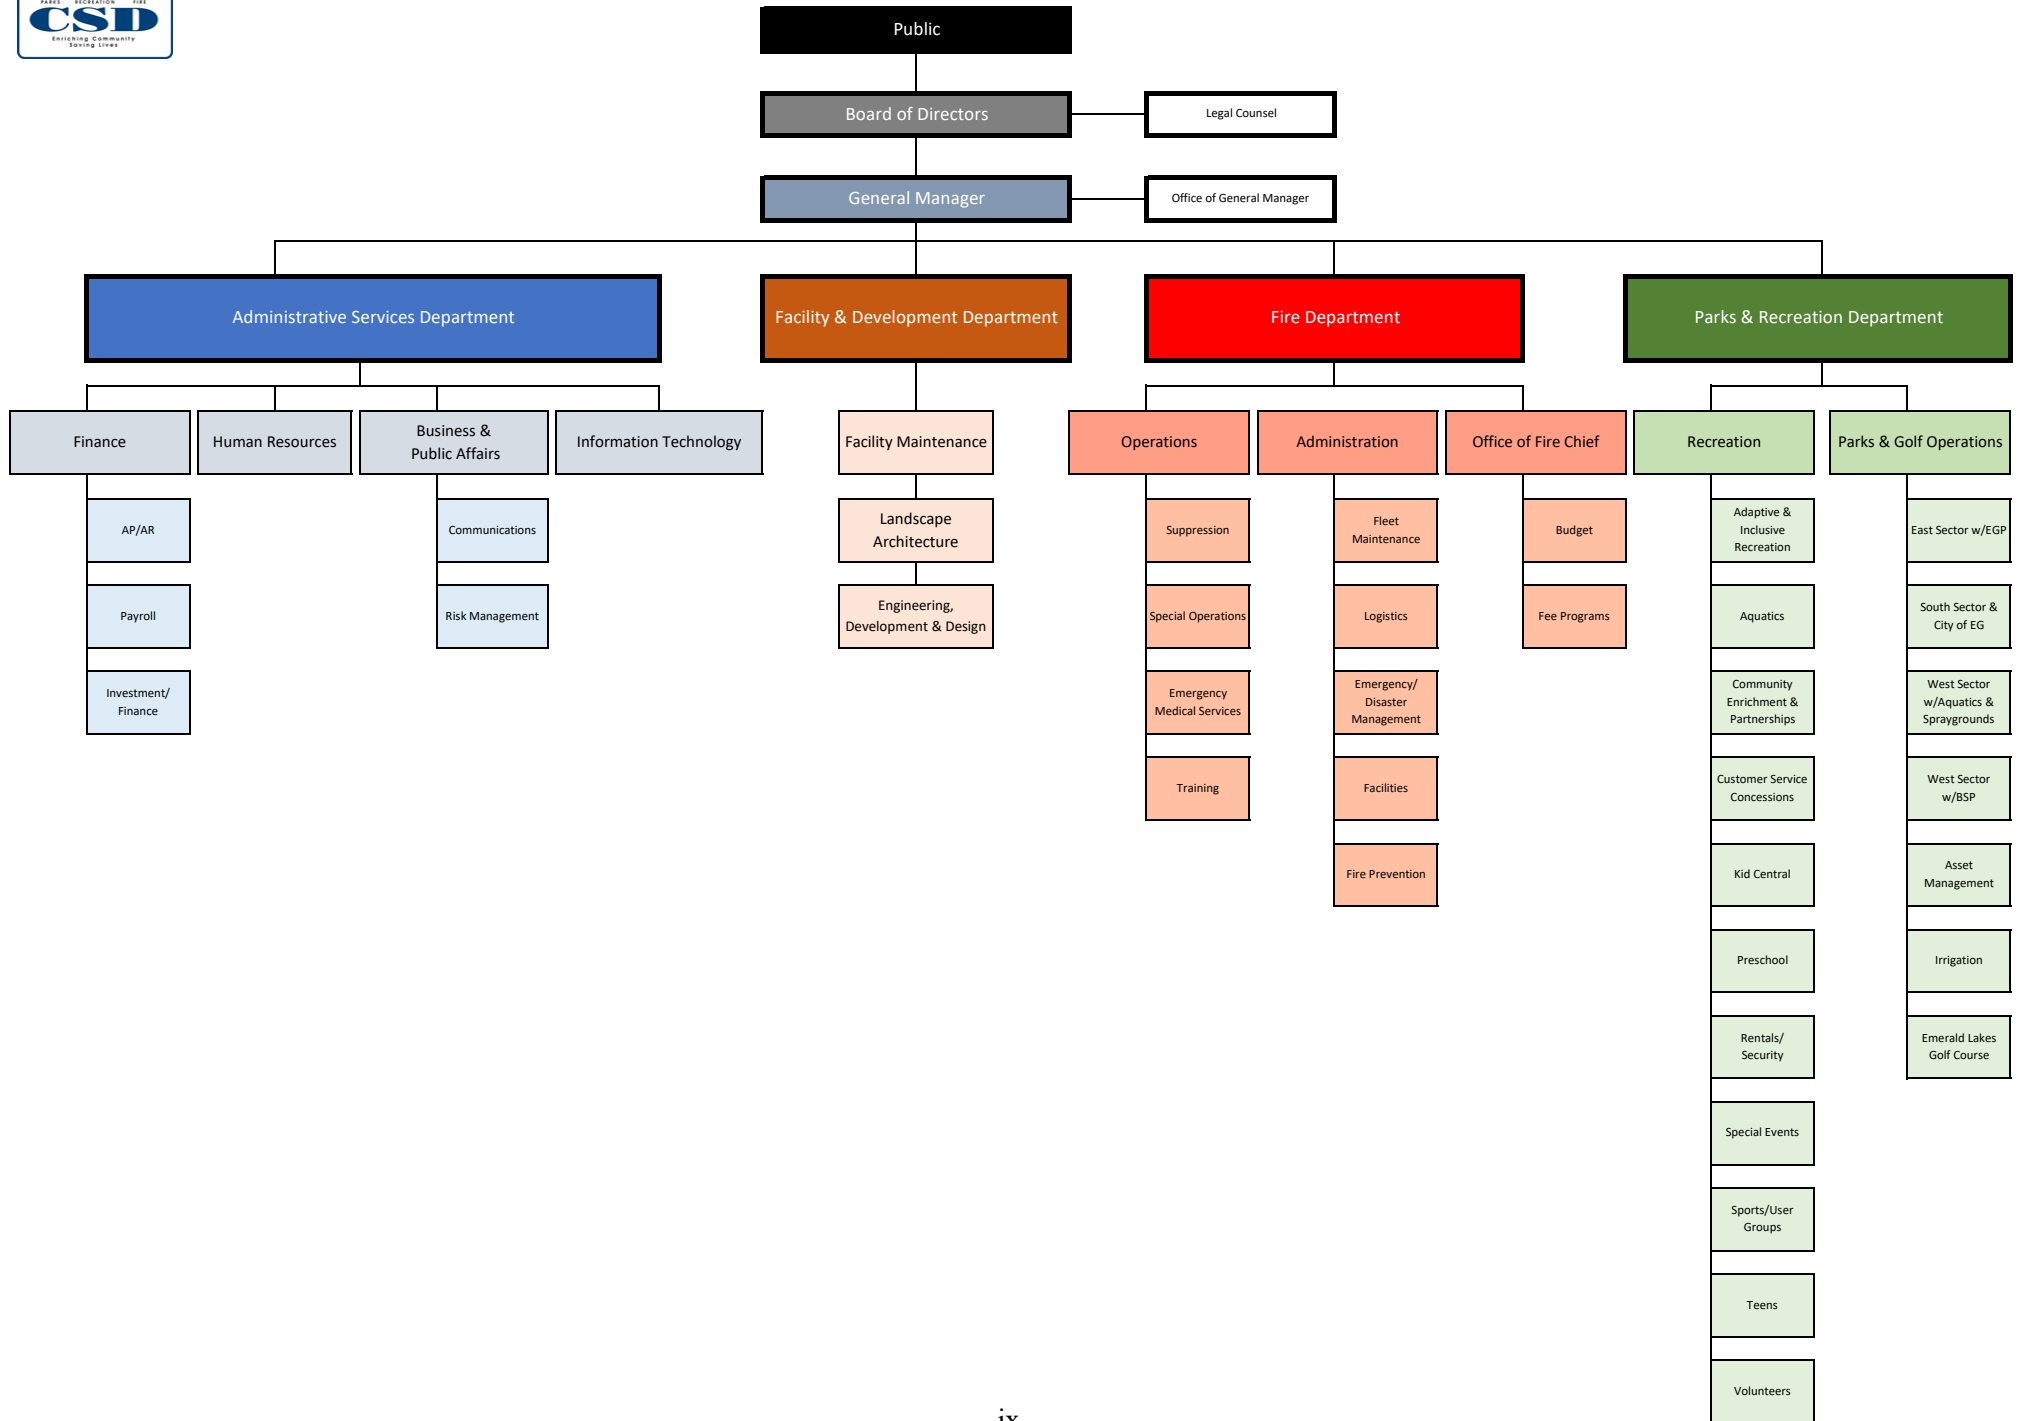 PARKS RECREATION FIRE
CSD
Enriching Community
Saving Lives
Public
Board of Directors
Legal Counsel
General Manager
Office of General Manager
Administrative Services Department
Facility & Development Department
Fire Department
Parks & Recreation Department
Finance
Human Resources
Business &
Public Affairs
Information Technology
Facility Maintenance
Operations
Administration
Office of Fire Chief
Recreation
Parks & Golf Operations
AP/AR
Communications
Landscape
Architecture
Suppression
Fleet
Maintenance
Budget
Adaptive &
Inclusive
Recreation
East Sector w/EGP
Payroll
Risk Management
Engineering,
Development & Design
Special Operations
Logistics
Fee Programs
Aquatics
South Sector &
City of EG
Investment/
Finance
Emergency
Medical Services
Emergency/
Disaster
Management
Community
Enrichment &
Partnerships
West Sector
w/Aquatics &
Spraygrounds
Training
Facilities
Customer Service
Concessions
West Sector
w/BSP
Fire Prevention
Kid Central
Asset
Management
Preschool
Irrigation
Rentals/
Security
Emerald Lakes
Golf Course
Special Events
Sports/User
Groups
Teens
Volunteers
ix